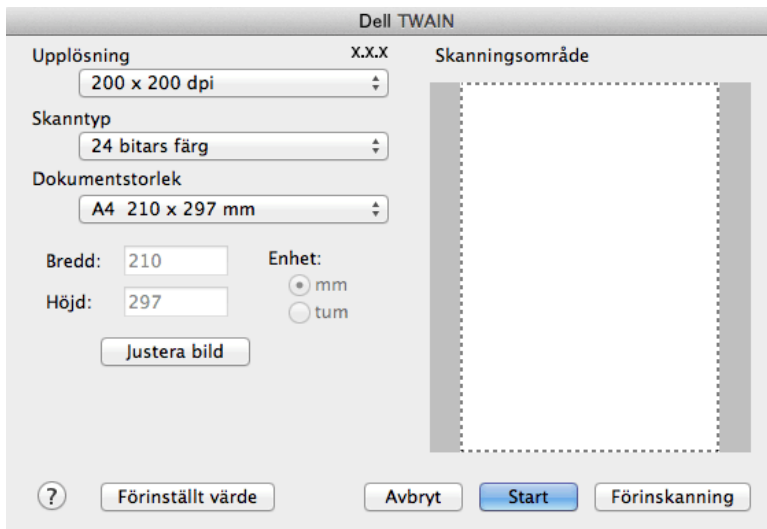 Dell TWAIN
Upplösning X.X.X
200 x 200 dpi
Skanntyp
24 bitars färg
Dokumentstorlek
A4 210 x 297 mm
Bredd: 210
Höjd: 297
Enhet:
mm
tum
Justera bild
Skanningsområde
? Förinställt värde Avbryt Start Förinskanning